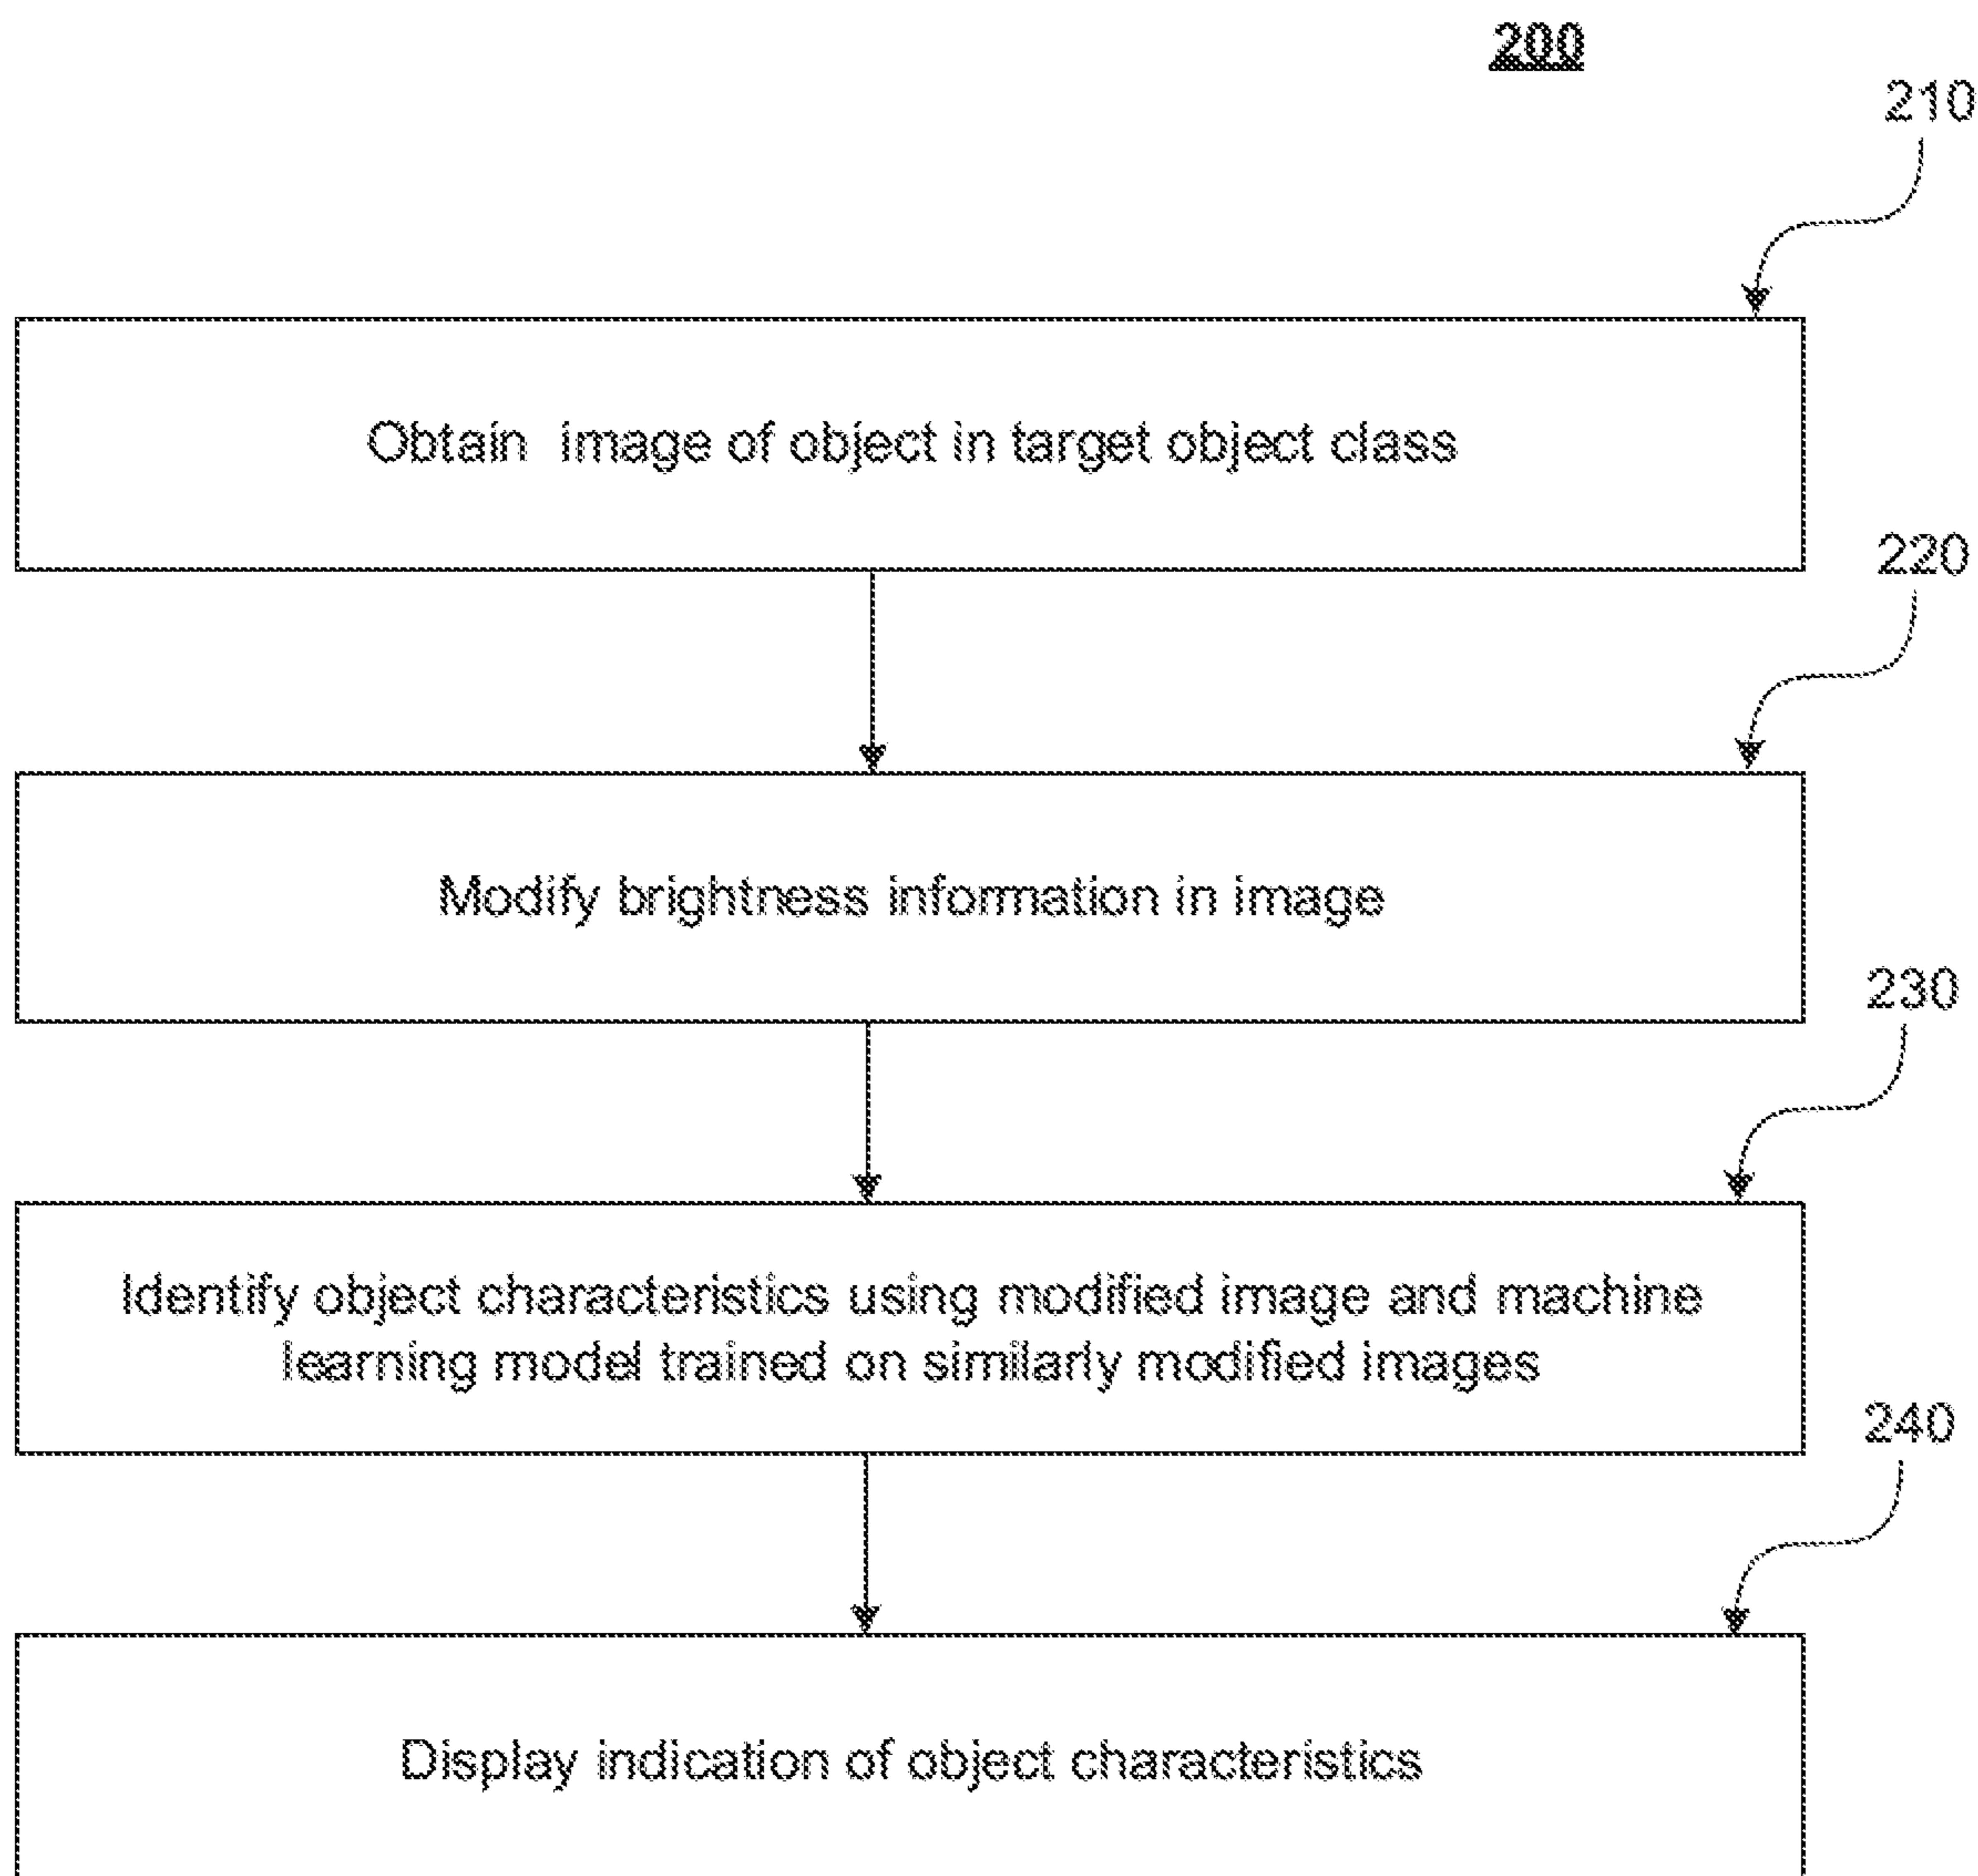 200
210
Obtain image of object in target object class
220
Modify brightness information in image
230
Identify object characteristics using modified image and machine
learning model trained on similarly modified images
240
Display indication of object characteristics